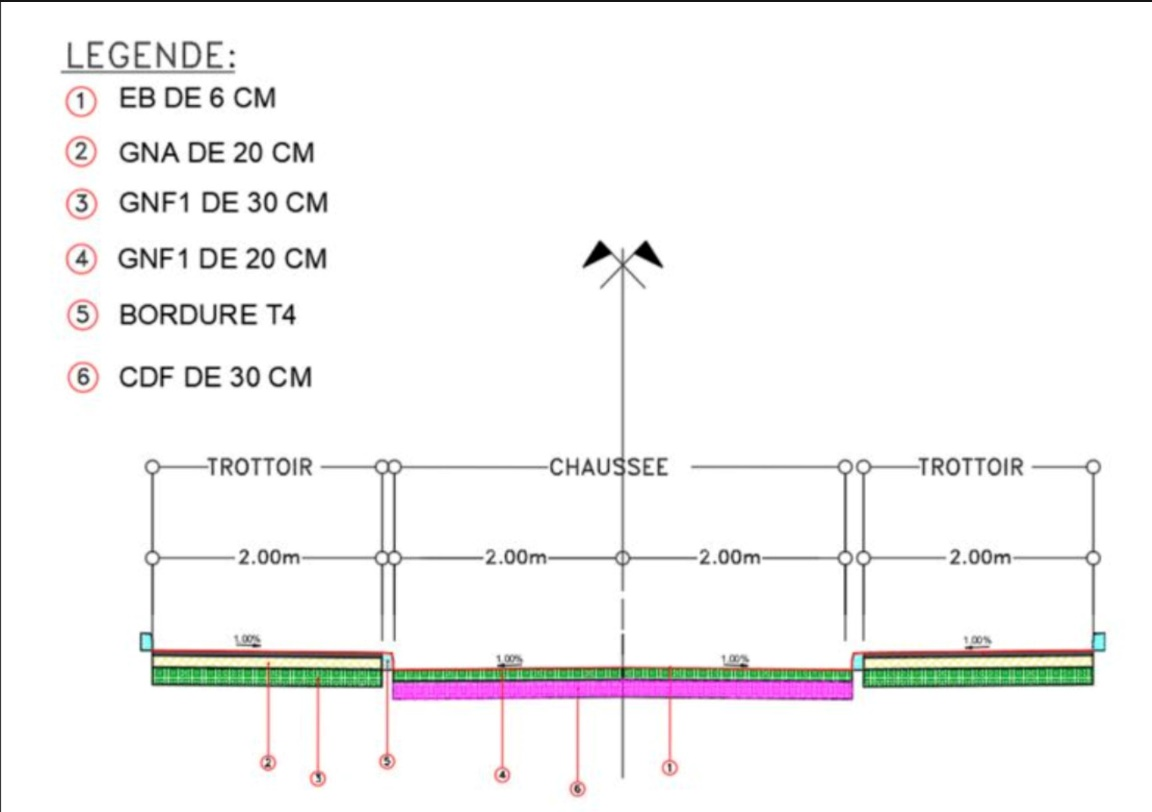 LEGENDE:
1 EB DE 6 CM
2 GNA DE 20 CM
3 GNF1 DE 30 CM
4 GNF1 DE 20 CM
5 BORDURE T4
6 CDF DE 30 CM
TROTTOIR CHAUSSEE TROTTOIR
2.00m 2.00m 2.00m 2.00m
1.00% 1.00% 1.00% 1.00%
2 3 5 4 6 1